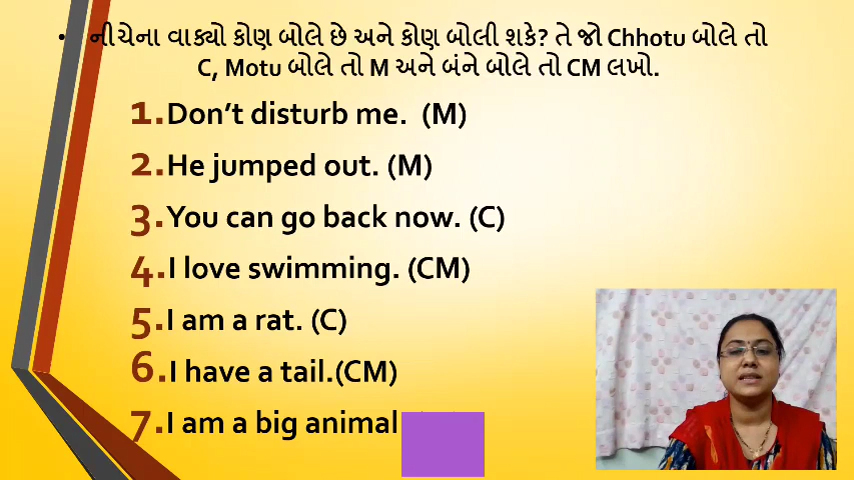 • નીચેના વાક્યો કોણ બોલે છે અને કોણ બોલી શકે? તે જો Chhotu બોલે તો
C, Motu બોલે તો M અને બંને બોલે તો CM લખો.
1. Don't disturb me. (M)
2. He jumped out. (M)
3. You can go back now. (C)
4. I love swimming. (CM)
5. I am a rat. (C)
6. I have a tail.(CM)
7. I am a big animal